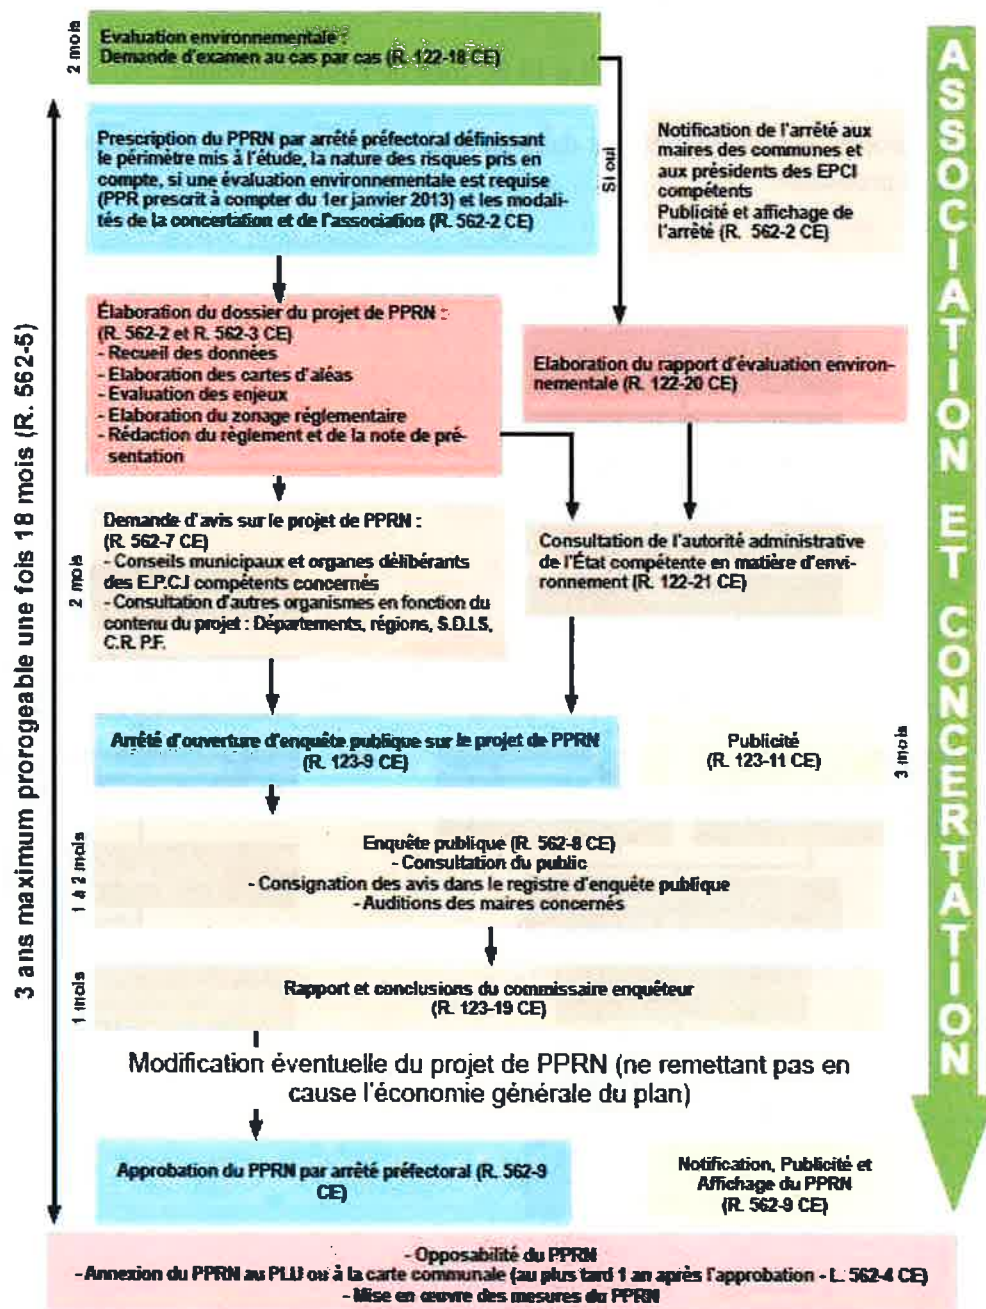 2 mois
Evaluation environnementale :
Demande d'examen au cas par cas (R. 122-18 CE)
3 ans maximum prorogeable une fois 18 mois (R. 562-5)
Prescription du PPRN par arrêté préfectoral définissant
le périmètre mis à l'étude, la nature des risques pris en
compte, si une évaluation environnementale est requise
(PPR prescrit à compter du 1er janvier 2013) et les modali-
tés de la concertation et de l'association (R. 562-2 CE)
Si oui
Notification de l'arrêté aux
maires des communes et
aux présidents des EPCI
compétents
Publicité et affichage de
l'arrêté (R. 562-2 CE)
Élaboration du dossier du projet de PPRN :
(R. 562-2 et R. 562-3 CE)
- Recueil des données
- Elaboration des cartes d'aléas
- Evaluation des enjeux
- Elaboration du zonage réglementaire
- Rédaction du règlement et de la note de pré-
sentation
Elaboration du rapport d'évaluation environ-
nementale (R. 122-20 CE)
2 mois
Demande d'avis sur le projet de PPRN :
(R. 562-7 CE)
- Conseils municipaux et organes délibérants
des E.P.C.I compétents concernés
- Consultation d'autres organismes en fonction du
contenu du projet : Départements, régions, S.D.I.S,
C.R.P.F.
Consultation de l'autorité administrative
de l'État compétente en matière d'envi-
ronnement (R. 122-21 CE)
Arrêté d'ouverture d'enquête publique sur le projet de PPRN
(R. 123-9 CE)
Publicité
(R. 123-11 CE)
3 mois
1 à 2 mois
Enquête publique (R. 562-8 CE)
- Consultation du public
- Consignation des avis dans le registre d'enquête publique
- Auditions des maires concernés
1 mois
Rapport et conclusions du commissaire enquêteur
(R. 123-19 CE)
Modification éventuelle du projet de PPRN (ne remettant pas en
cause l'économie générale du plan)
Approbation du PPRN par arrêté préfectoral (R. 562-9
CE)
Notification, Publicité et
Affichage du PPRN
(R. 562-9 CE)
- Opposabilité du PPRN
- Annexion du PPRN au PLU ou à la carte communale (au plus tard 1 an après l'approbation - L. 562-4 CE)
- Mise en œuvre des mesures du PPRN
ASSOCIATION ET CONCERTATION